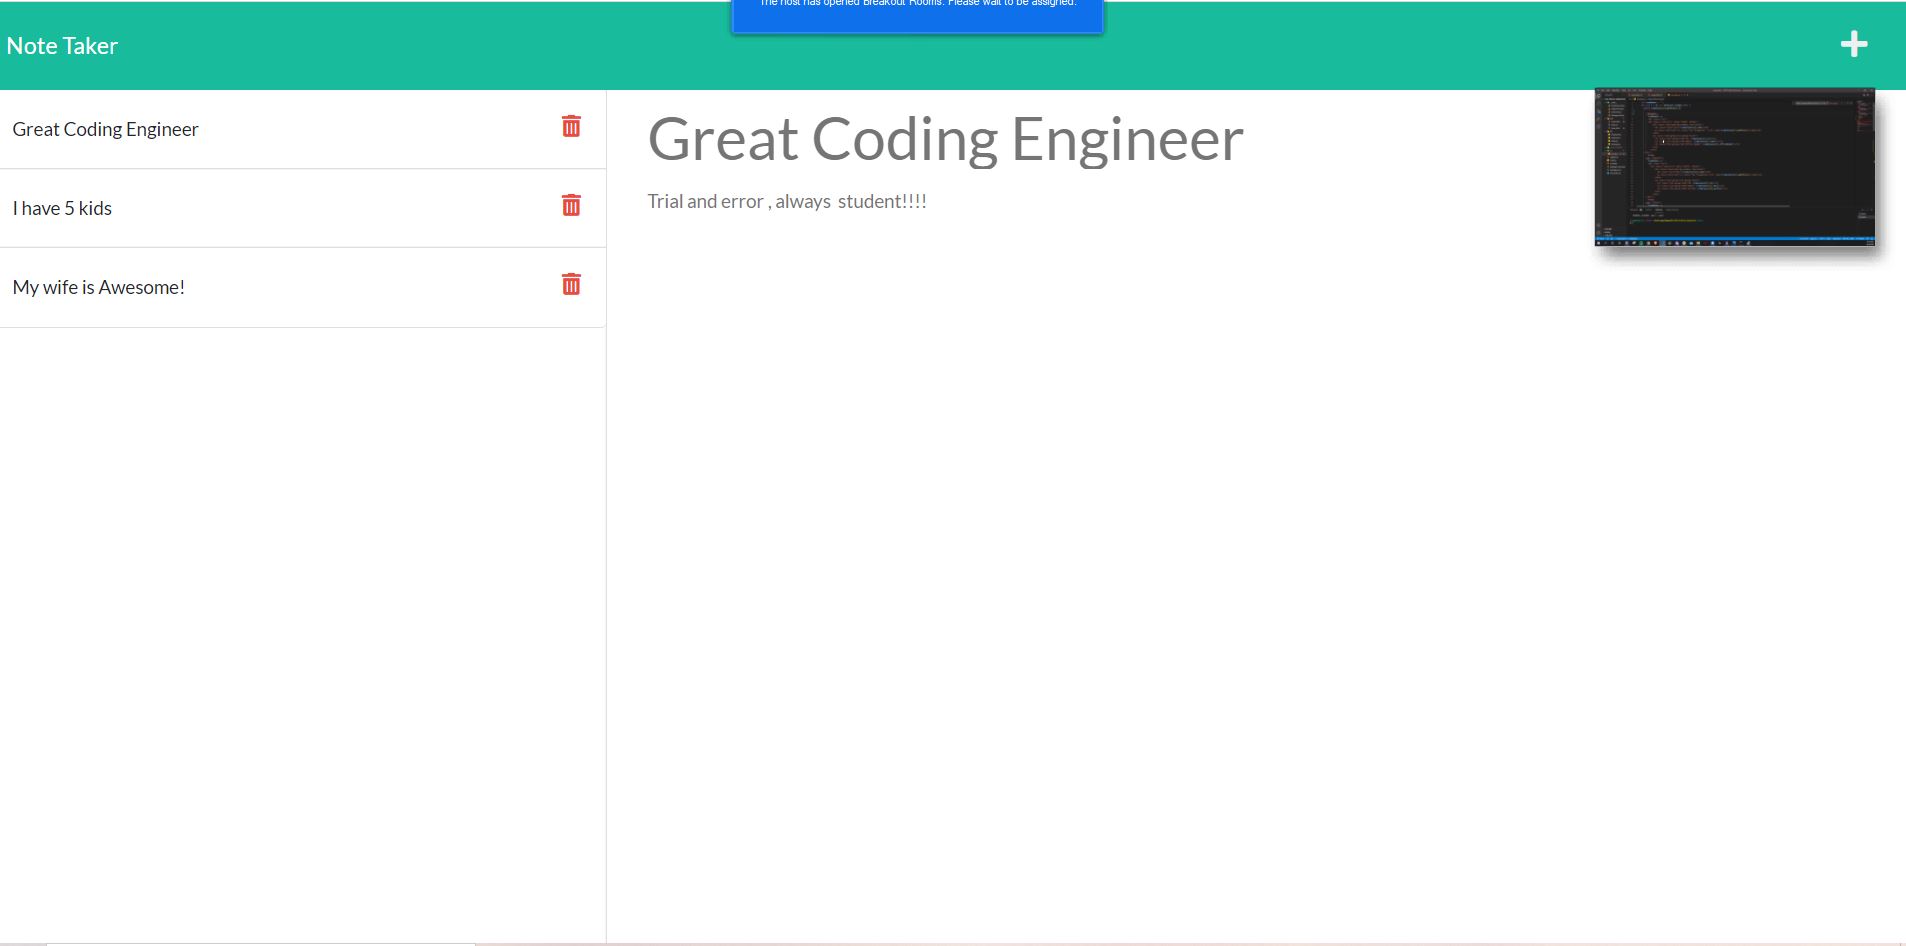 The host has opened Breakout Rooms. Please wait to be assigned.
Note Taker
Great Coding Engineer
I have 5 kids
My wife is Awesome!
Great Coding Engineer
Trial and error , always  student!!!!